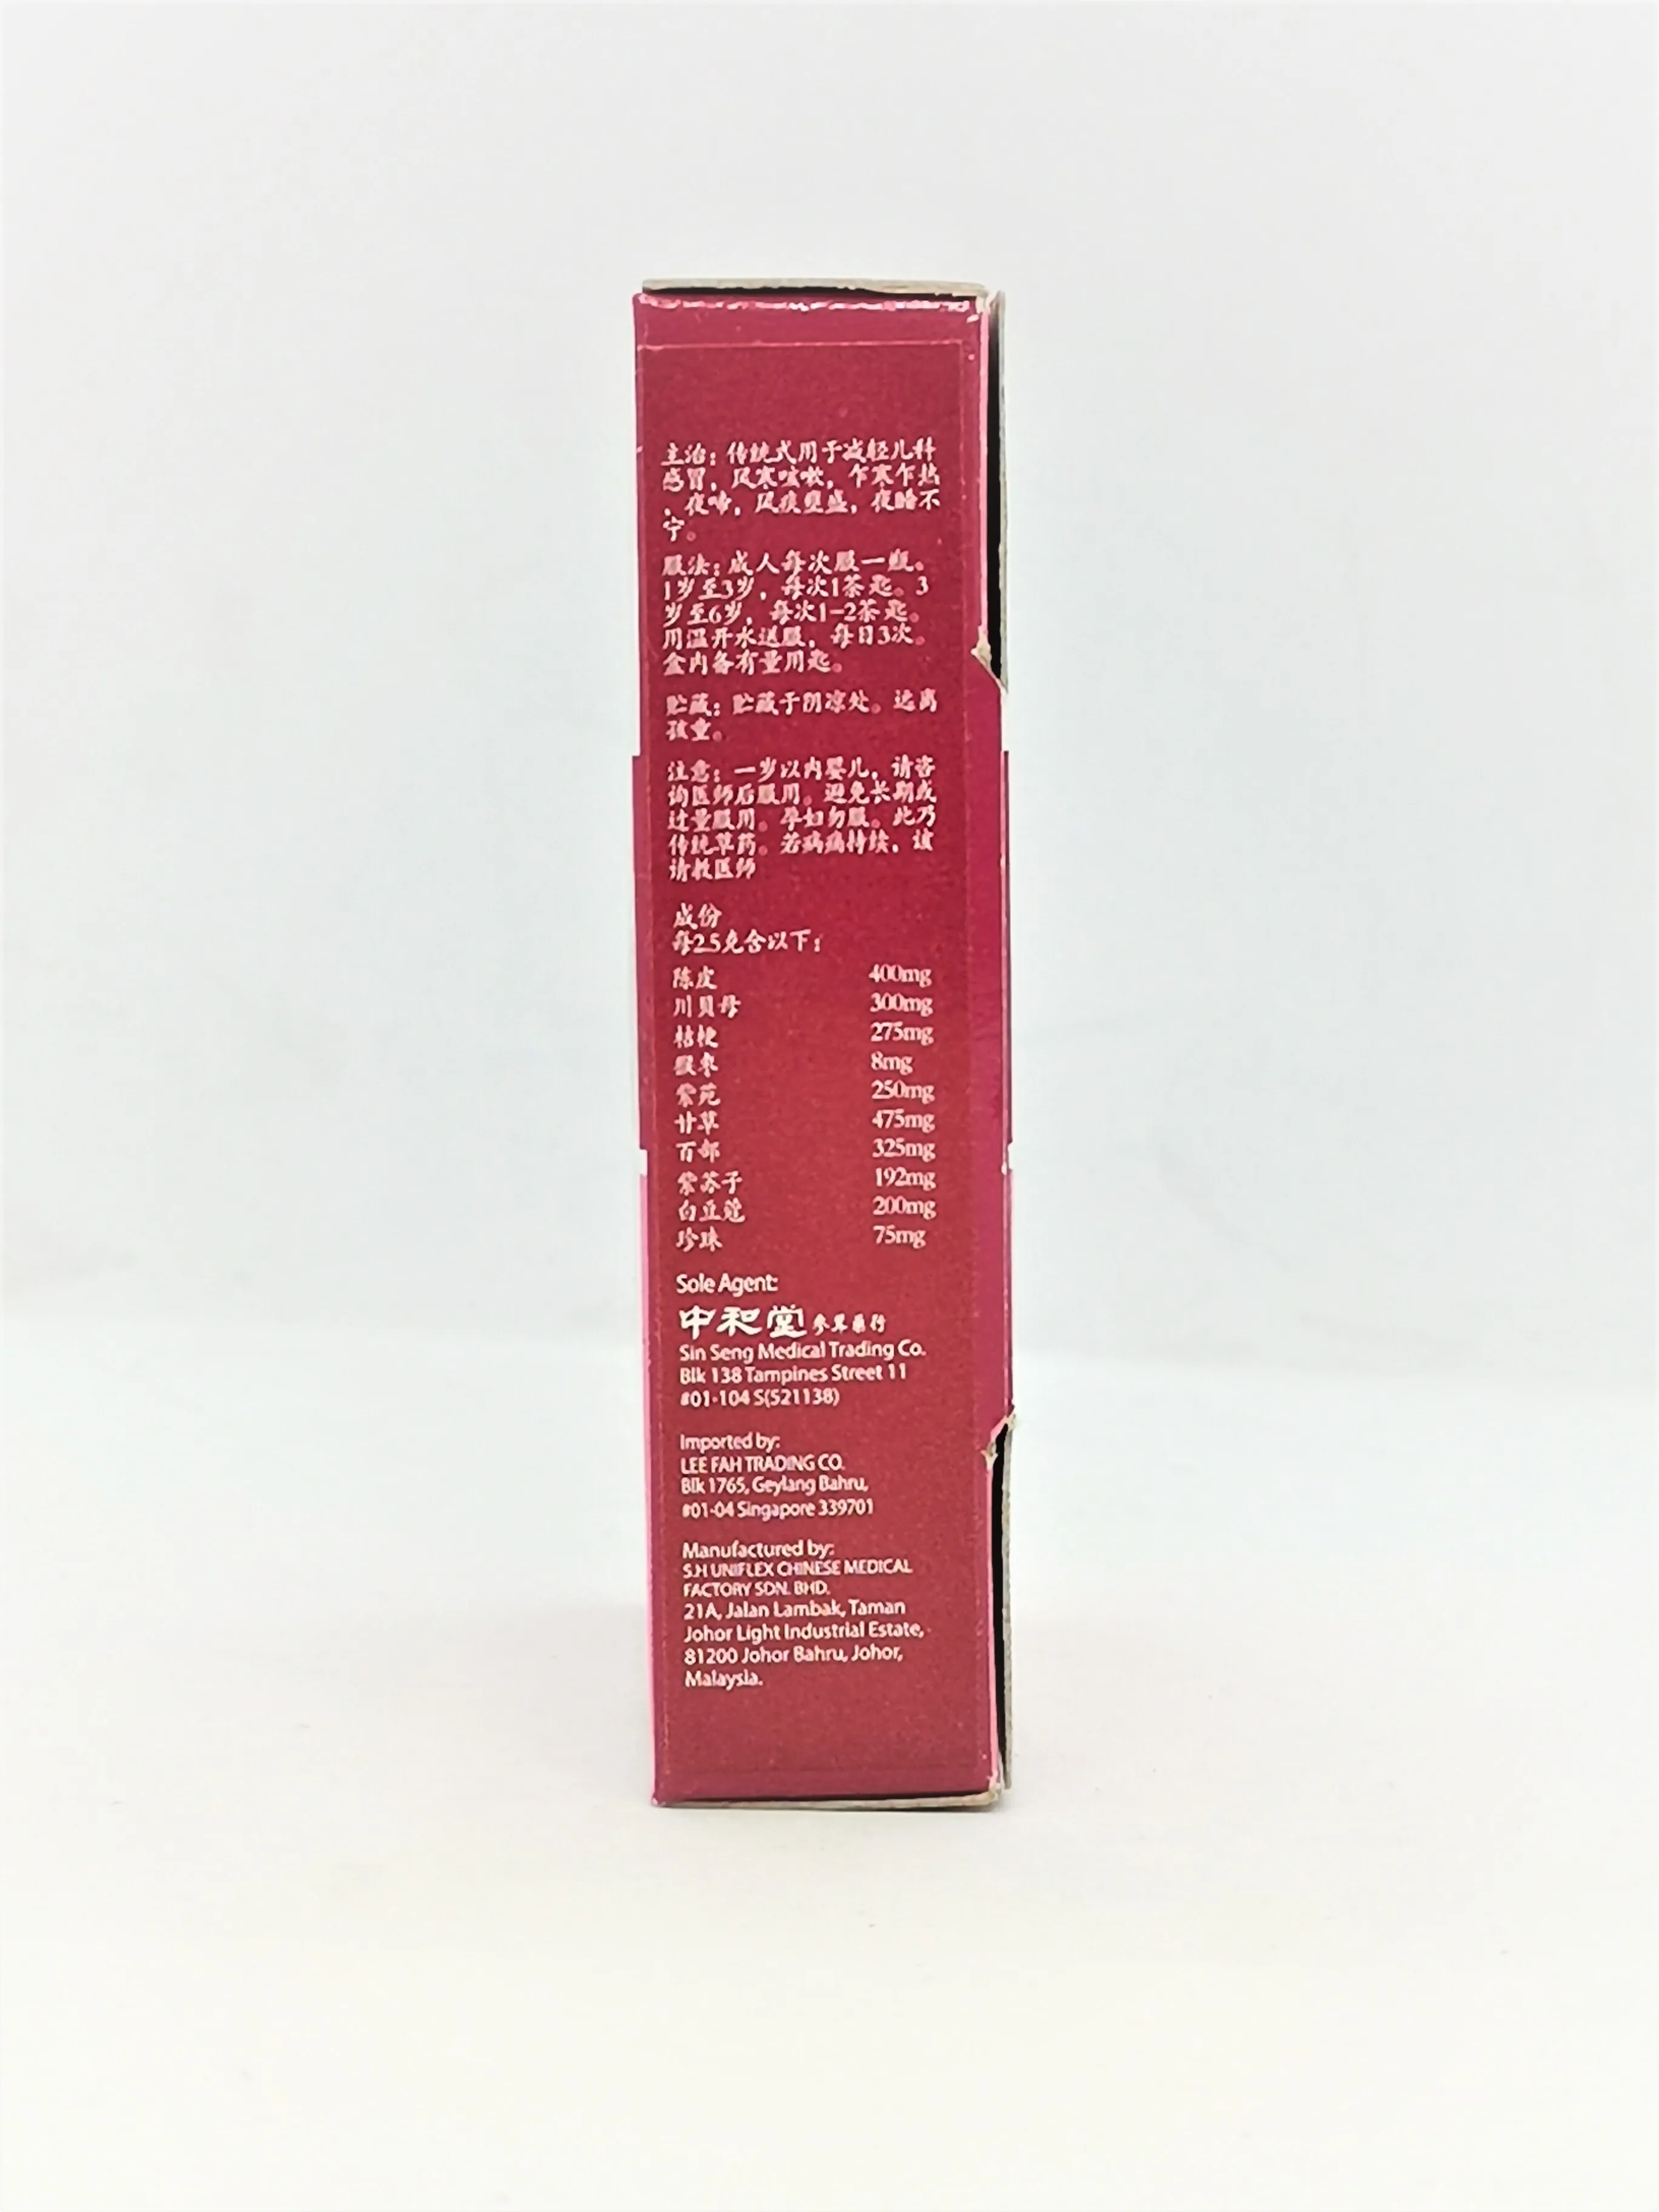 主治：传统式用于减轻儿科
感冒，风寒咳嗽，乍寒乍热
，夜啼，风痰壅盛，夜睡不
宁。
服法：成人每次服一瓶。
1岁至3岁，每次1茶匙。3
岁至6岁，每次1-2茶匙。
用温开水送服，每日3次。
盒内备有量用匙。
贮藏：贮藏于阴凉处。远离
孩童。
注意：一岁以内婴儿，请咨
询医师后服用。避免长期或
过量服用。孕妇勿服。此乃
传统草药。若病痛持续，该
请教医师
成份
每2.5克含以下：
陈皮 400mg
川贝母 300mg
桔梗 275mg
猴枣 8mg
紫苑 250mg
甘草 475mg
百部 325mg
紫苏子 192mg
白豆蔻 200mg
珍珠 75mg
Sole Agent:
中和堂 参茸药行
Sin Seng Medical Trading Co.
Blk 138 Tampines Street 11
#01-104 S(521138)
Imported by:
LEE FAH TRADING CO.
Blk 1765, Geylang Bahru,
#01-04 Singapore 339701
Manufactured by:
S.H UNIFLEX CHINESE MEDICAL
FACTORY SDN. BHD.
21A, Jalan Lambak, Taman
Johor Light Industrial Estate,
81200 Johor Bahru, Johor,
Malaysia.